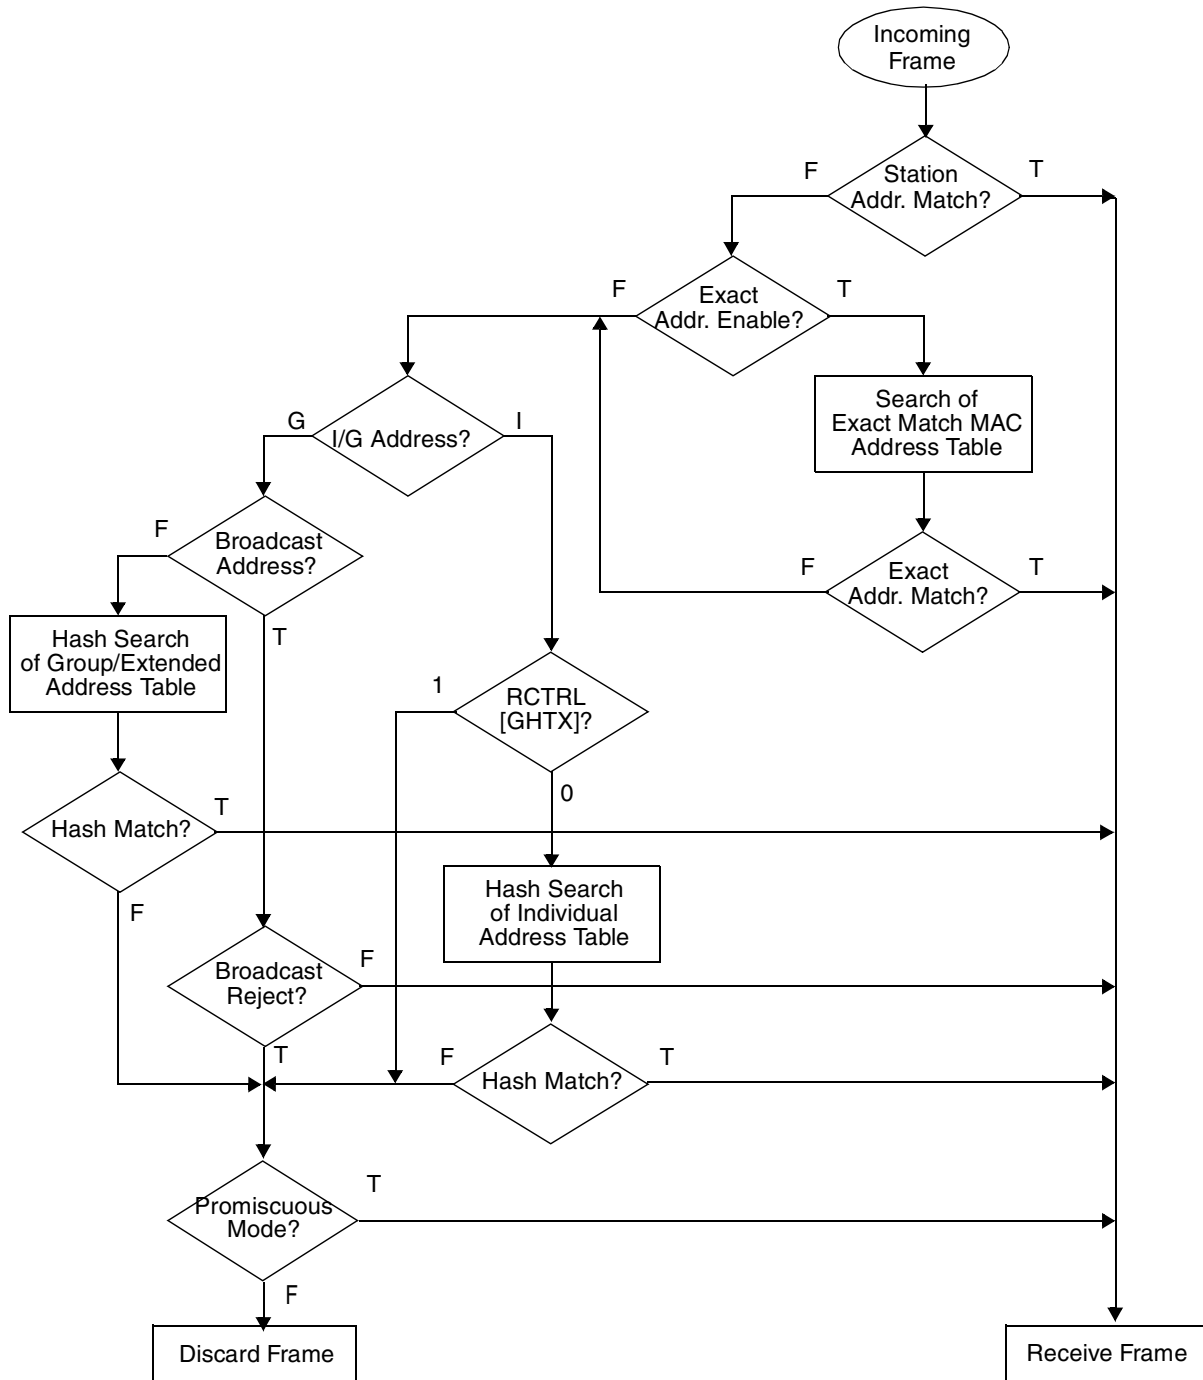 Incoming
Frame
F
Station
Addr. Match?
T
F
Exact
Addr. Enable?
T
Search of
Exact Match MAC
Address Table
G
I/G Address?
I
F
Broadcast
Address?
T
F
Exact
Addr. Match?
T
Hash Search
of Group/Extended
Address Table
1
RCTRL
[GHTX]?
0
Hash Match?
T
F
Hash Search
of Individual
Address Table
Broadcast
Reject?
F
T
F
Hash Match?
T
Promiscuous
Mode?
T
F
Discard Frame
Receive Frame